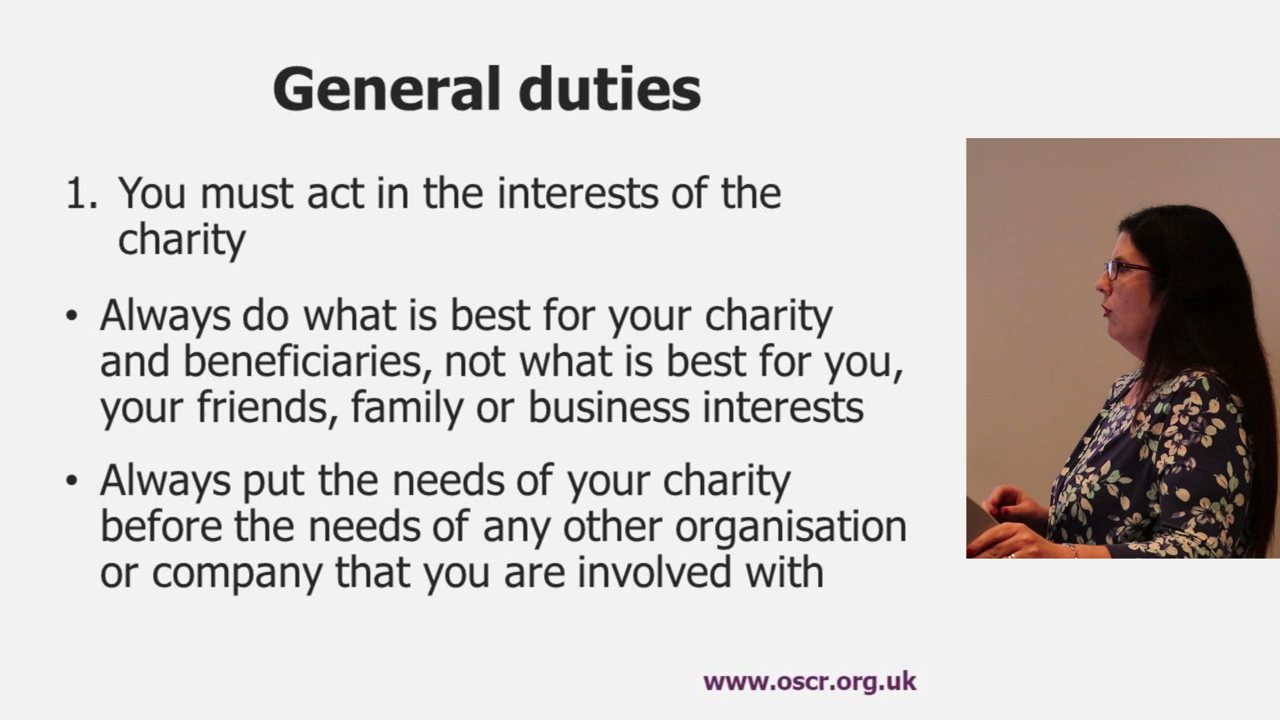 General duties
1. You must act in the interests of the
charity
• Always do what is best for your charity
and beneficiaries, not what is best for you,
your friends, family or business interests
• Always put the needs of your charity
before the needs of any other organisation
or company that you are involved with
www.oscr.org.uk